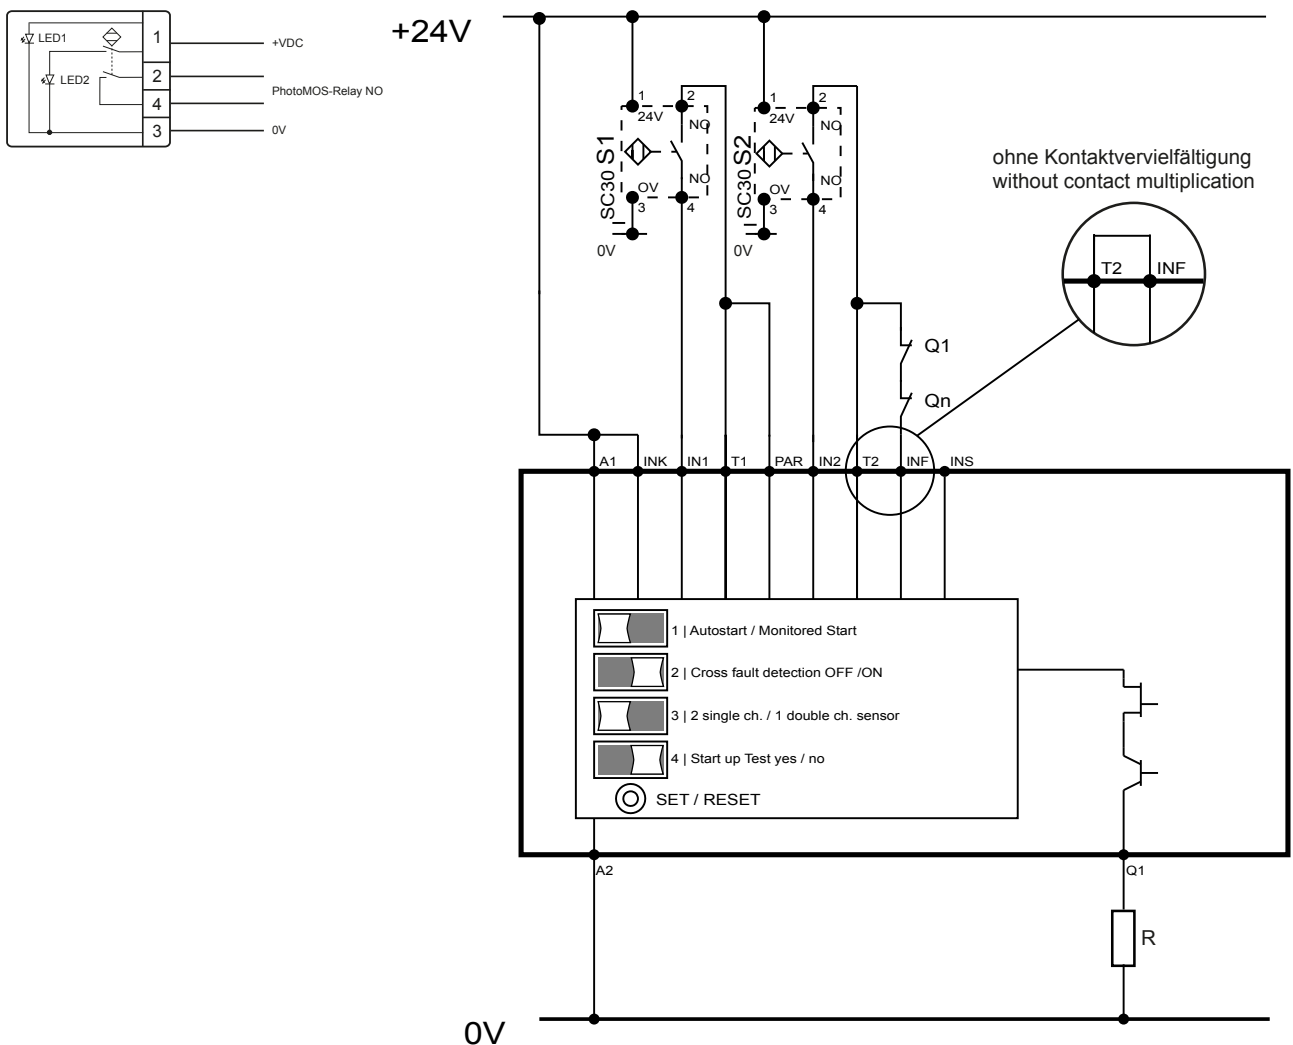 LED1
LED2
1
2
4
3
+VDC
PhotoMOS-Relay NO
0V
+24V
1
24V
2
NO
NO
OV
3
4
SC30 S1
0V
1
24V
2
NO
NO
OV
3
4
SC30 S2
0V
ohne Kontaktvervielfältigung
without contact multiplication
T2 INF
Q1
Qn
A1 INK IN1 T1 PAR IN2 T2 INF INS
1 | Autostart / Monitored Start
2 | Cross fault detection OFF /ON
3 | 2 single ch. / 1 double ch. sensor
4 | Start up Test yes / no
SET / RESET
A2 Q1
R
0V